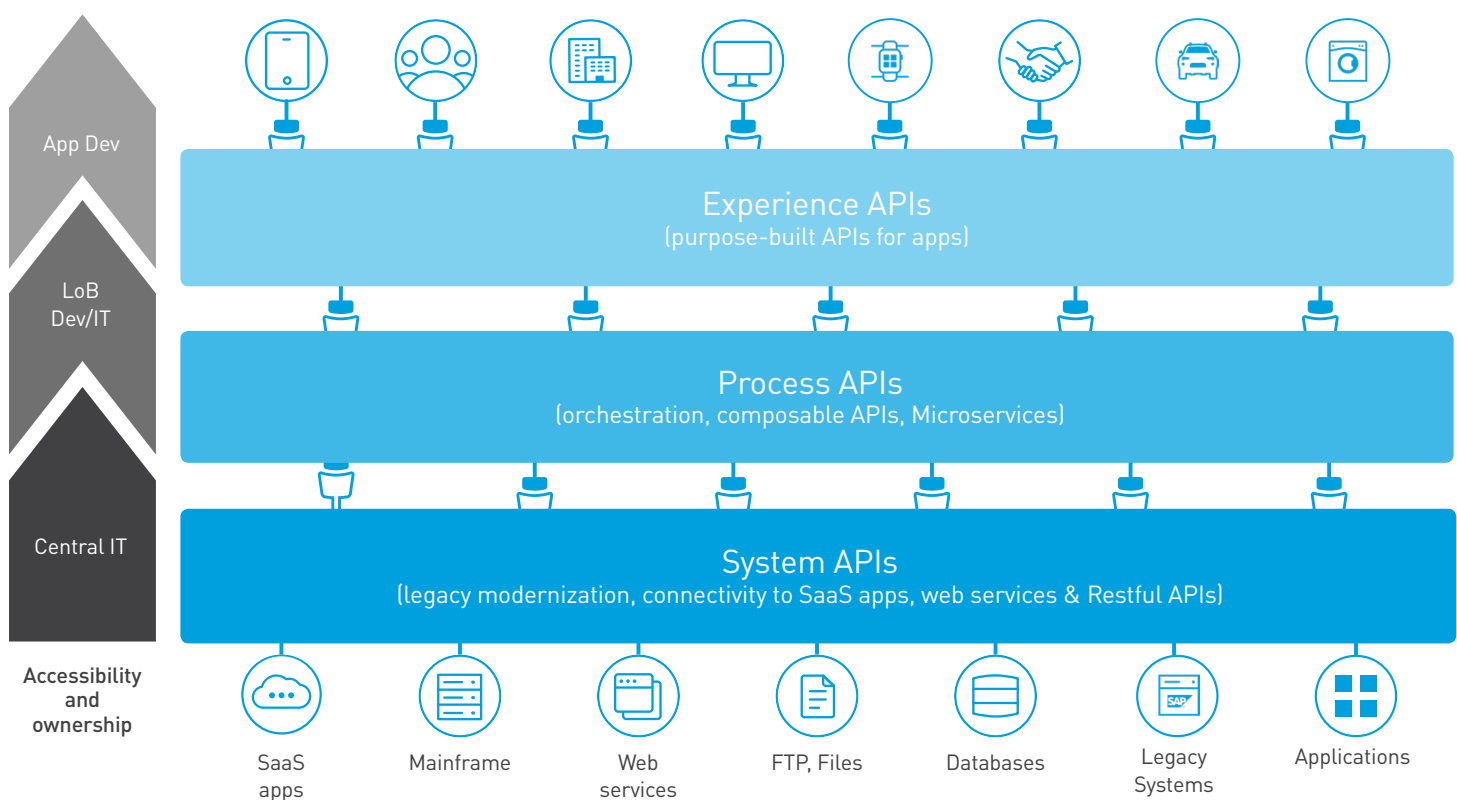 App Dev
Experience APIs
(purpose-built APIs for apps)
LoB
Dev/IT
Process APIs
(orchestration, composable APIs, Microservices)
Central IT
System APIs
(legacy modernization, connectivity to SaaS apps, web services & Restful APIs)
Accessibility
and
ownership
SAP
SaaS
apps
Mainframe
Web
services
FTP, Files
Databases
Legacy
Systems
Applications